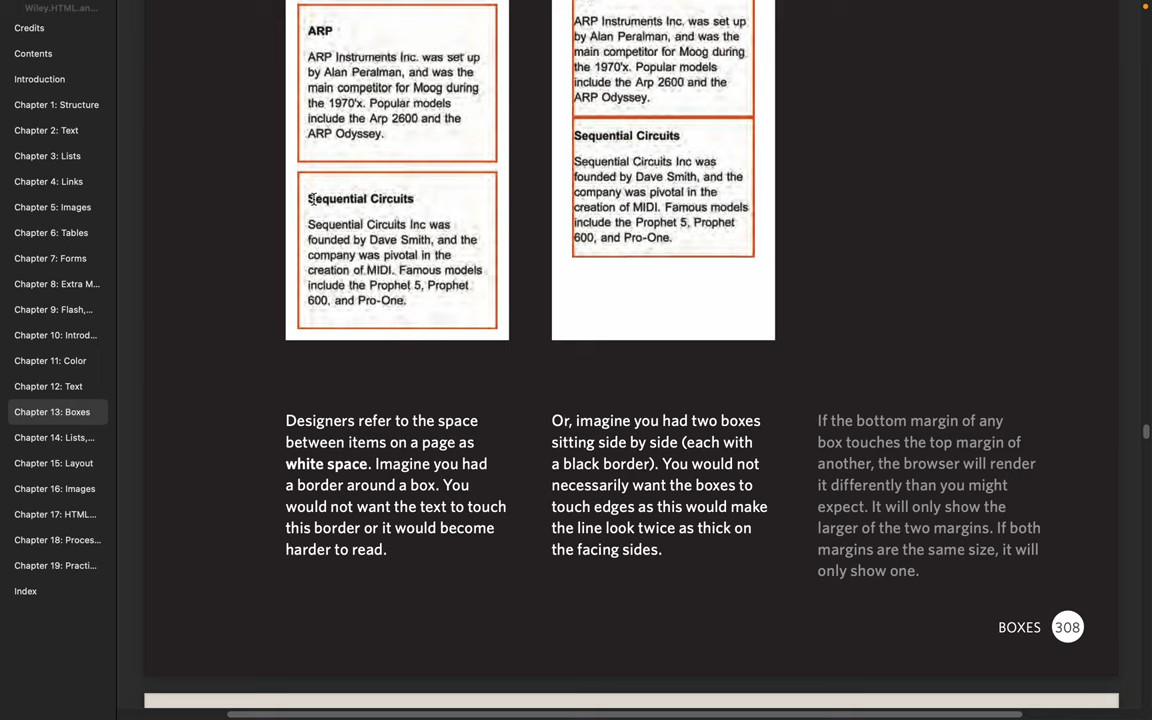 Wiley.HTML.an...
Credits
Contents
Introduction
Chapter 1: Structure
Chapter 2: Text
Chapter 3: Lists
Chapter 4: Links
Chapter 5: Images
Chapter 6: Tables
Chapter 7: Forms
Chapter 8: Extra M...
Chapter 9: Flash,...
Chapter 10: Introd...
Chapter 11: Color
Chapter 12: Text
Chapter 13: Boxes
Chapter 14: Lists,...
Chapter 15: Layout
Chapter 16: Images
Chapter 17: HTML...
Chapter 18: Proces...
Chapter 19: Practi...
Index
ARP
ARP Instruments Inc. was set up
by Alan Peralman, and was the
main competitor for Moog during
the 1970'x. Popular models
include the Arp 2600 and the
ARP Odyssey.
Sequential Circuits
Sequential Circuits Inc was
founded by Dave Smith, and the
company was pivotal in the
creation of MIDI. Famous models
include the Prophet 5, Prophet
600, and Pro-One.
ARP Instruments Inc. was set up
by Alan Peralman, and was the
main competitor for Moog during
the 1970'x. Popular models
include the Arp 2600 and the
ARP Odyssey.
Sequential Circuits
Sequential Circuits Inc was
founded by Dave Smith, and the
company was pivotal in the
creation of MIDI. Famous models
include the Prophet 5, Prophet
600, and Pro-One.
Designers refer to the space
between items on a page as
white space. Imagine you had
a border around a box. You
would not want the text to touch
this border or it would become
harder to read.
Or, imagine you had two boxes
sitting side by side (each with
a black border). You would not
necessarily want the boxes to
touch edges as this would make
the line look twice as thick on
the facing sides.
If the bottom margin of any
box touches the top margin of
another, the browser will render
it differently than you might
expect. It will only show the
larger of the two margins. If both
margins are the same size, it will
only show one.
BOXES 308